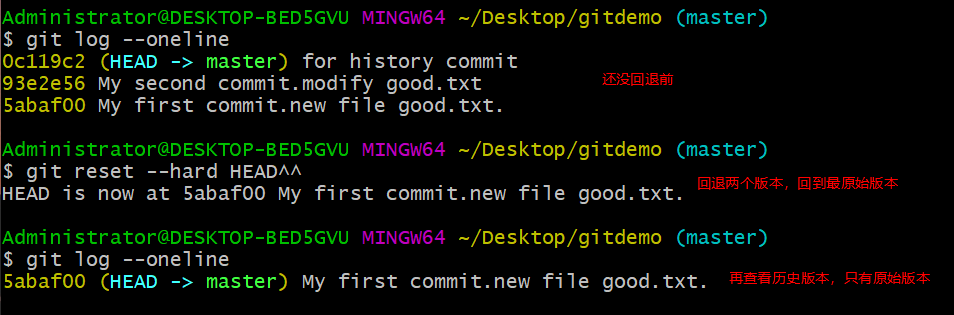 Administrator@DESKTOP-BED5GVU MINGW64 ~/Desktop/gitdemo (master)
$ git log --oneline
0c119c2 (HEAD -> master) for history commit
93e2e56 My second commit.modify good.txt
还没回退前
5abaf00 My first commit.new file good.txt.
Administrator@DESKTOP-BED5GVU MINGW64 ~/Desktop/gitdemo (master)
$ git reset --hard HEAD^^
HEAD is now at 5abaf00 My first commit.new file good.txt.
回退两个版本，回到最原始版本
Administrator@DESKTOP-BED5GVU MINGW64 ~/Desktop/gitdemo (master)
$ git log --oneline
5abaf00 (HEAD -> master) My first commit.new file good.txt.
再查看历史版本，只有原始版本